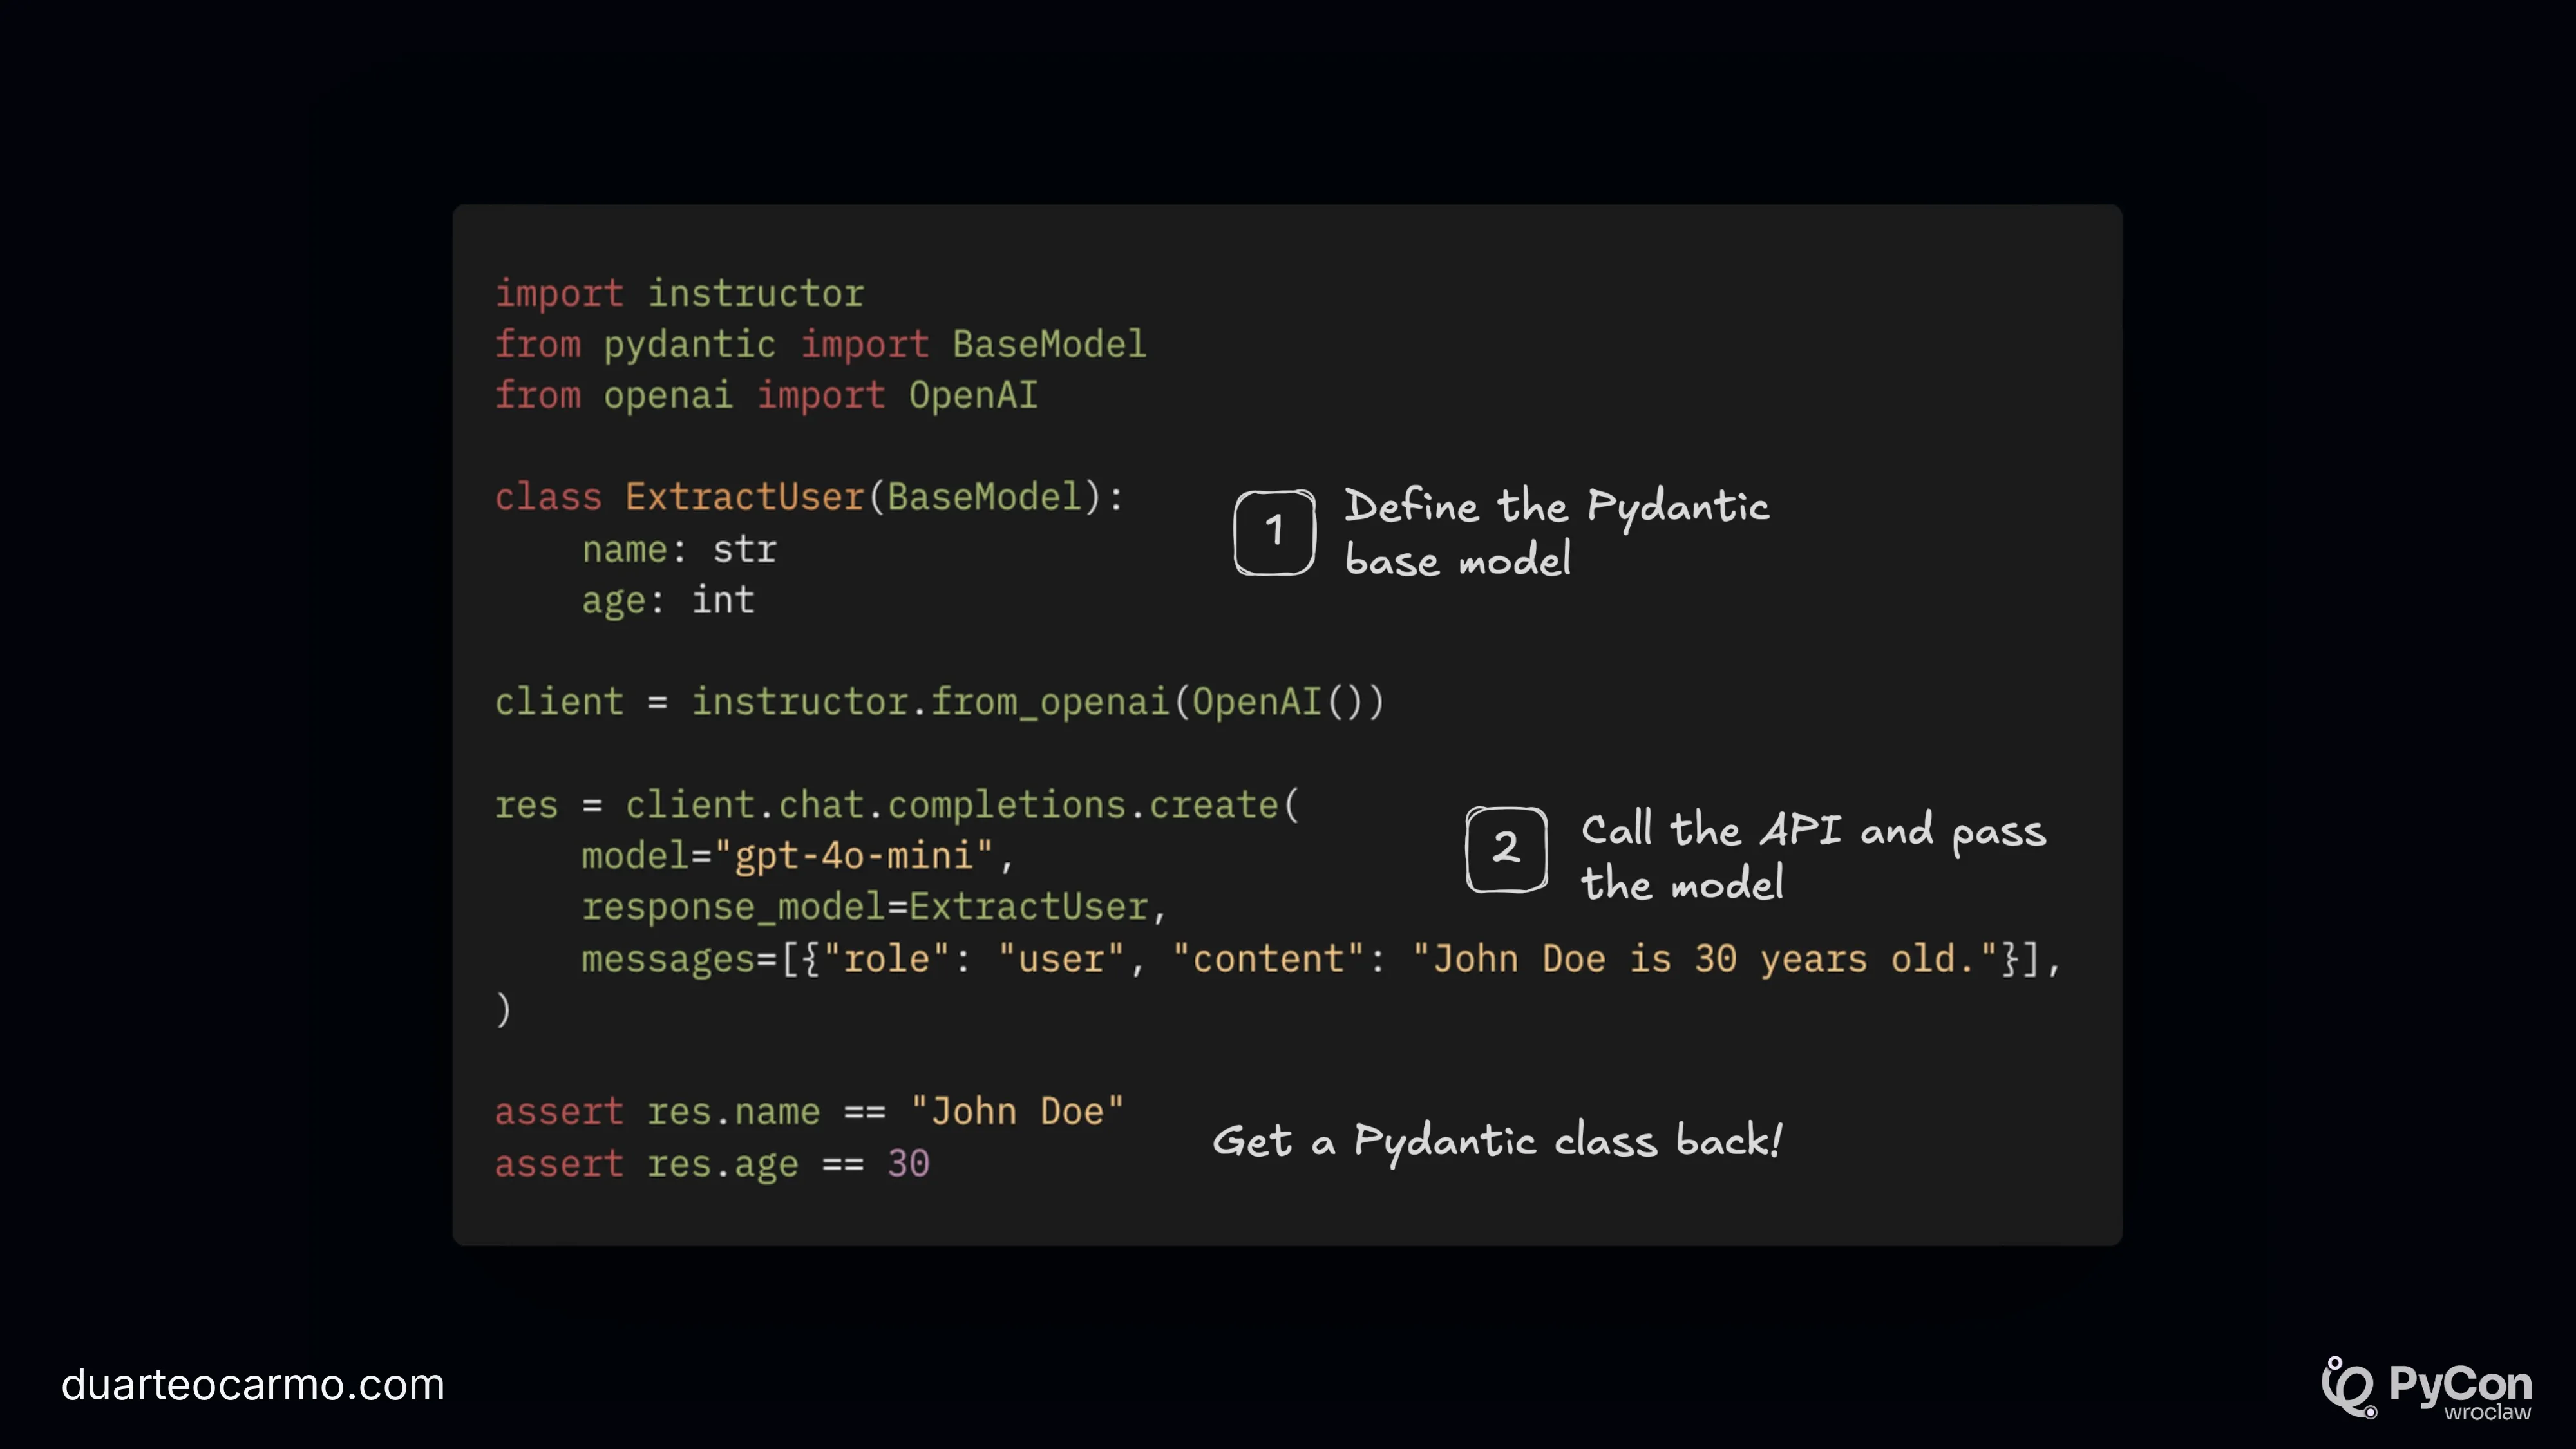 import instructor
from pydantic import BaseModel
from openai import OpenAI
class ExtractUser(BaseModel):
    name: str
    age: int
1
Define the Pydantic
base model
client = instructor.from_openai(OpenAI())
res = client.chat.completions.create(
    model="gpt-4o-mini",
    response_model=ExtractUser,
    messages=[{"role": "user", "content": "John Doe is 30 years old."}],
)
2
Call the API and pass
the model
assert res.name == "John Doe"
assert res.age == 30
Get a Pydantic class back!
duarteocarmo.com
PyCon
wroclaw